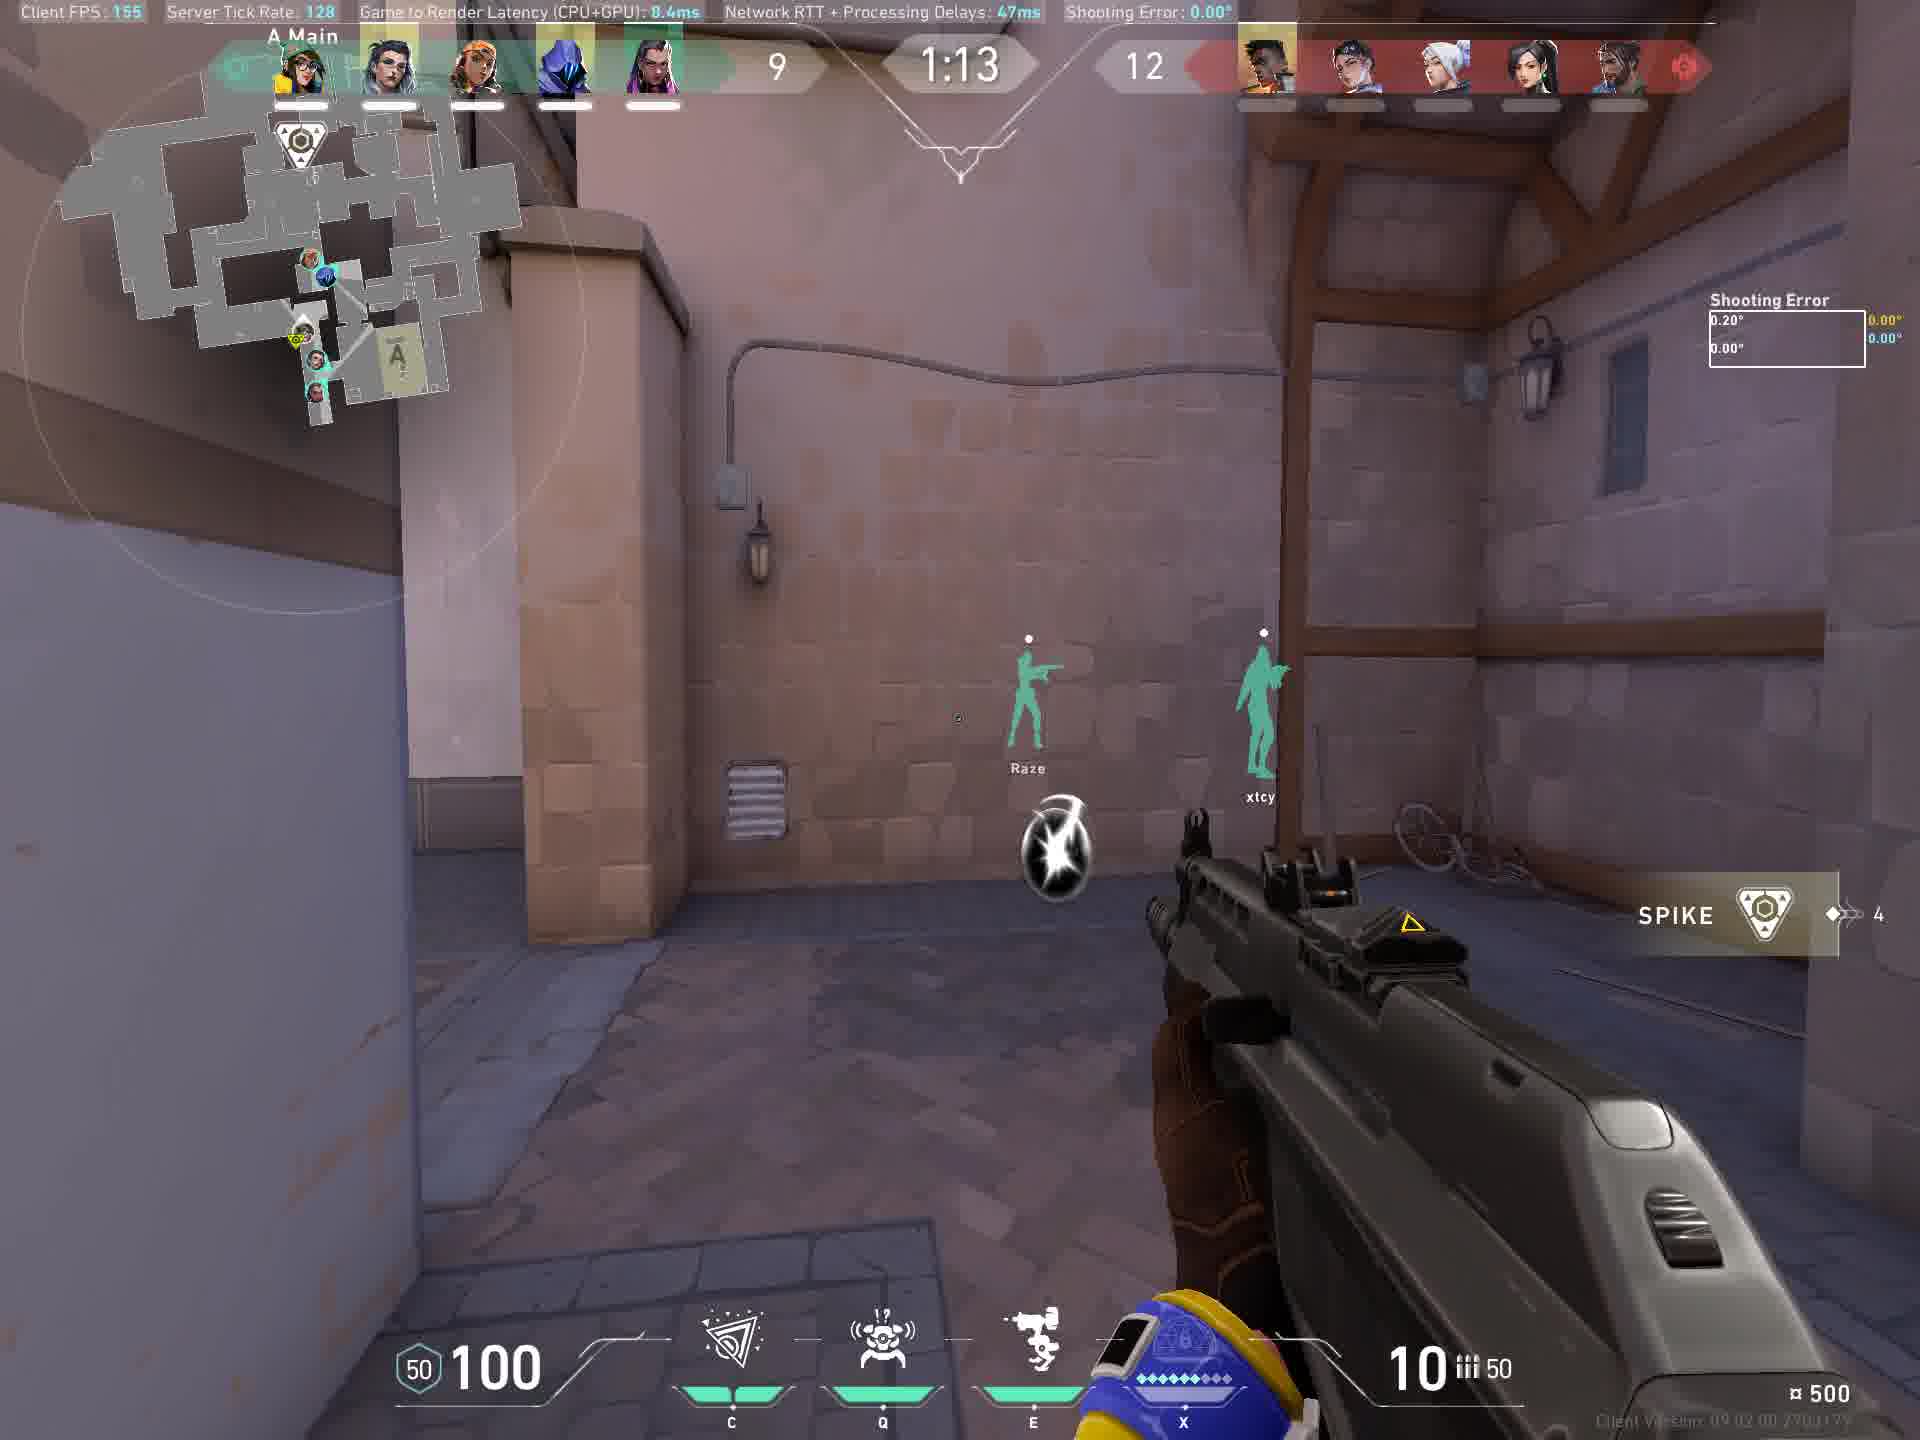 Client FPS: 155 Server Tick Rate: 128 Game to Render Latency (CPU+GPU): 8.4ms Network RTT + Processing Delays: 47ms Shooting Error: 0.00°
A Main
9 1:13 12
A
Shooting Error
0.20° 0.00°
0.00° 0.00°
Raze
xtcy
SPIKE 4
50 100
10 50
C Q E X
¤ 500